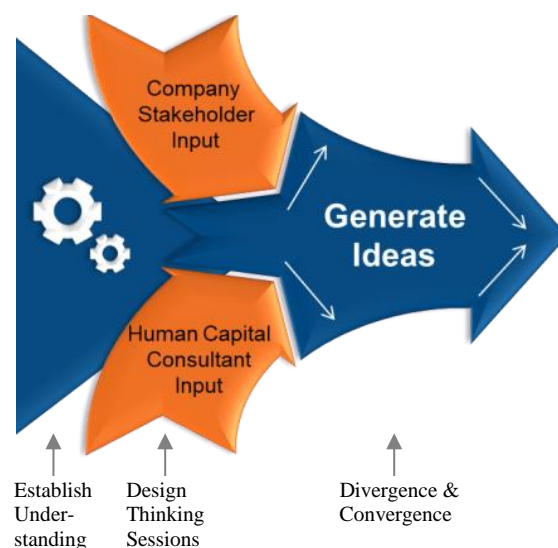 Company
Stakeholder
Input
Generate
Ideas
Human Capital
Consultant
Input
Establish
Under-
standing
Design
Thinking
Sessions
Divergence &
Convergence